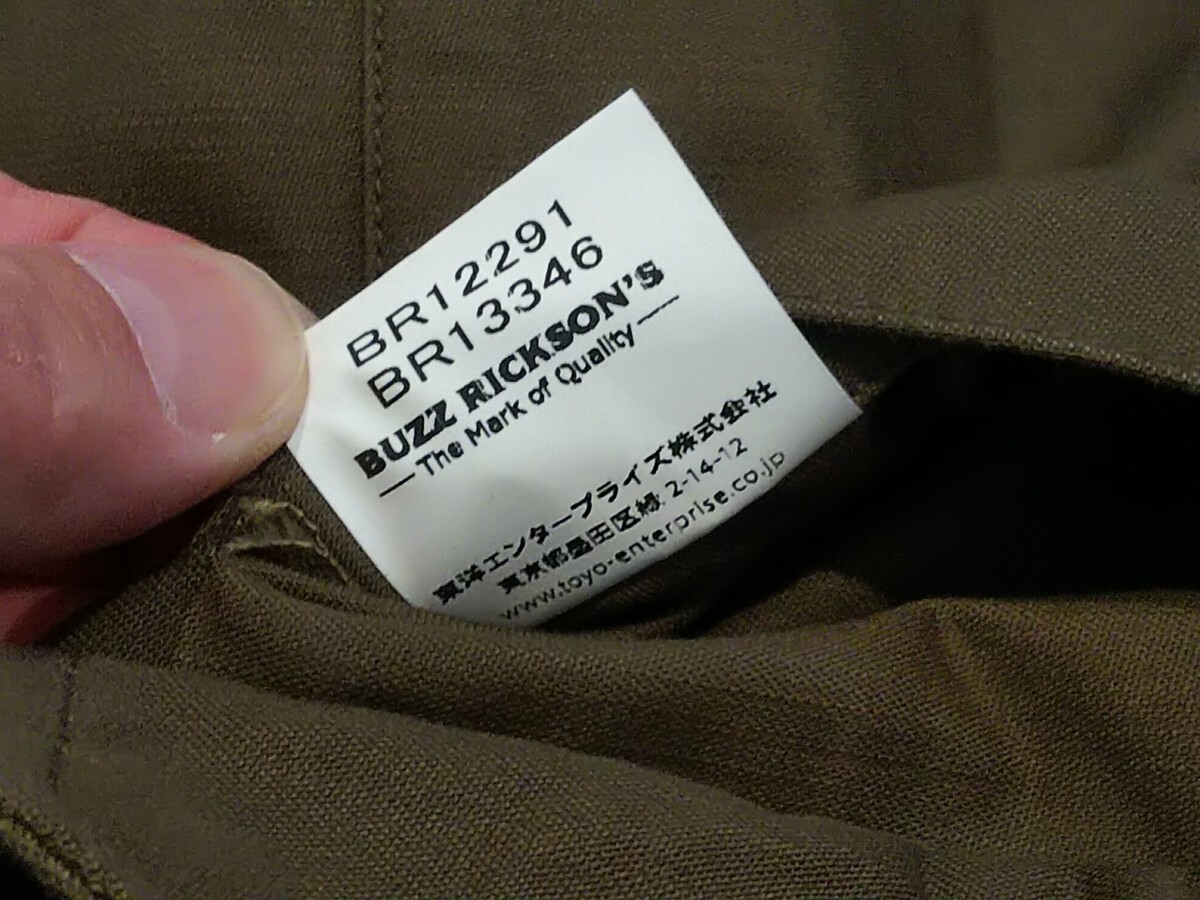 BR12291
BR13346
BUZZ RICKSON'S
— The Mark of Quality —
東洋エンタープライズ株式会社
東京都墨田区緑 2-14-12
www.toyo-enterprise.co.jp